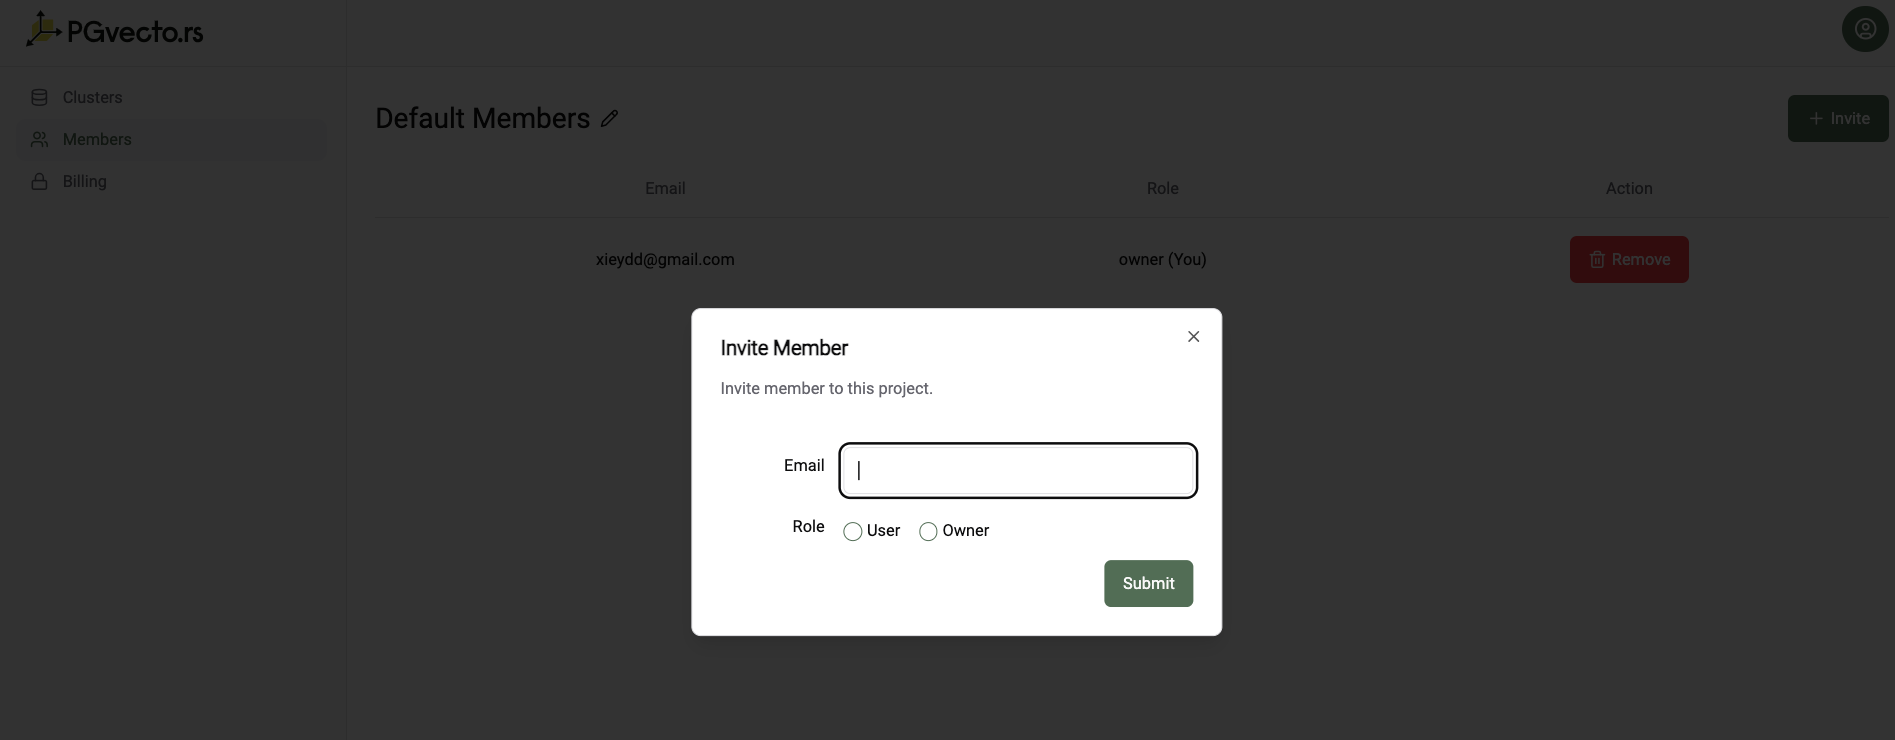 PGvecto.rs
Clusters
Members
Billing
Default Members
+ Invite
Email Role Action
xieydd@gmail.com owner (You) Remove
Invite Member
Invite member to this project.
Email
Role User Owner
Submit